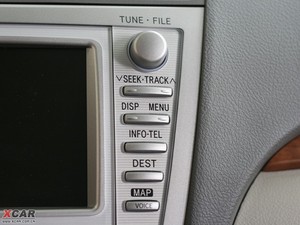 TUNE · FILE
∨SEEK·TRACK∧
DISP MENU
INFO·TEL
DEST
MAP
VOICE
XCAR